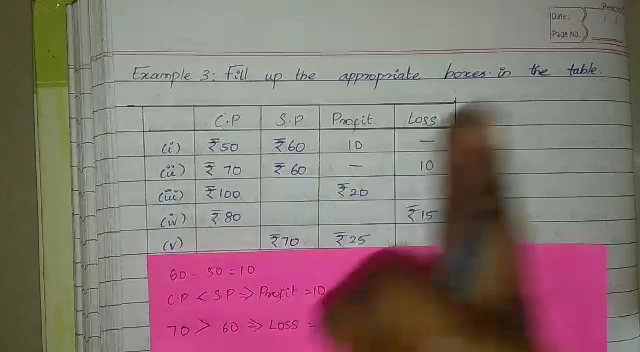 Person
Date:
Page No.
Example 3: Fill up the appropriate boxes in the table.
C.P S.P Profit Loss
(i) ₹50 ₹60 10 —
(ii) ₹70 ₹60 — 10
(iii) ₹100 ₹20
(iv) ₹80 ₹15
(v) ₹70 ₹25
60 - 50 = 10
C.P < S.P ⇒ Profit = 10
70 > 60 ⇒ Loss =